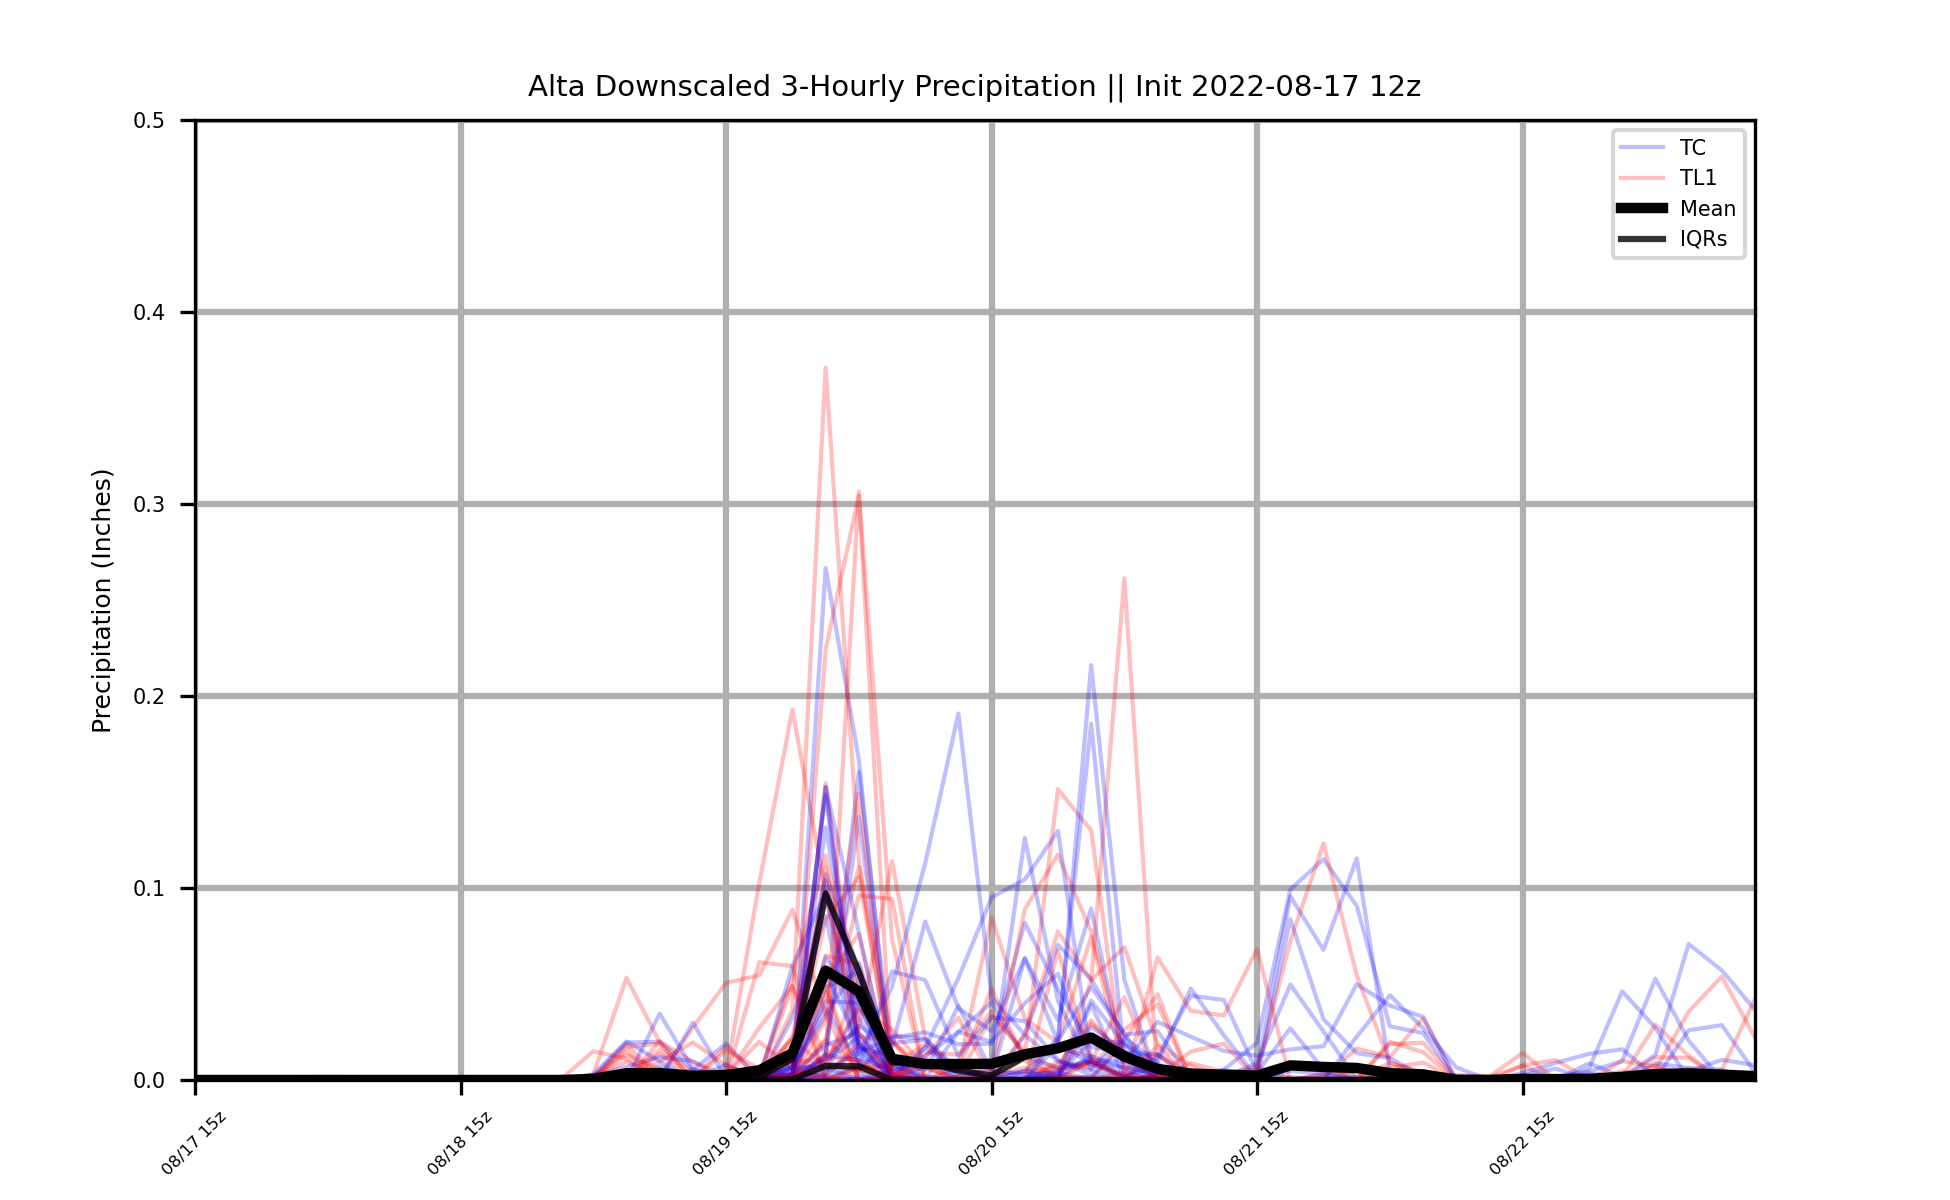 Alta Downscaled 3-Hourly Precipitation || Init 2022-08-17 12z
0.5
0.4
0.3
0.2
0.1
0.0
Precipitation (Inches)
TC
TL1
Mean
IQRs
08/17 15z
08/18 15z
08/19 15z
08/20 15z
08/21 15z
08/22 15z